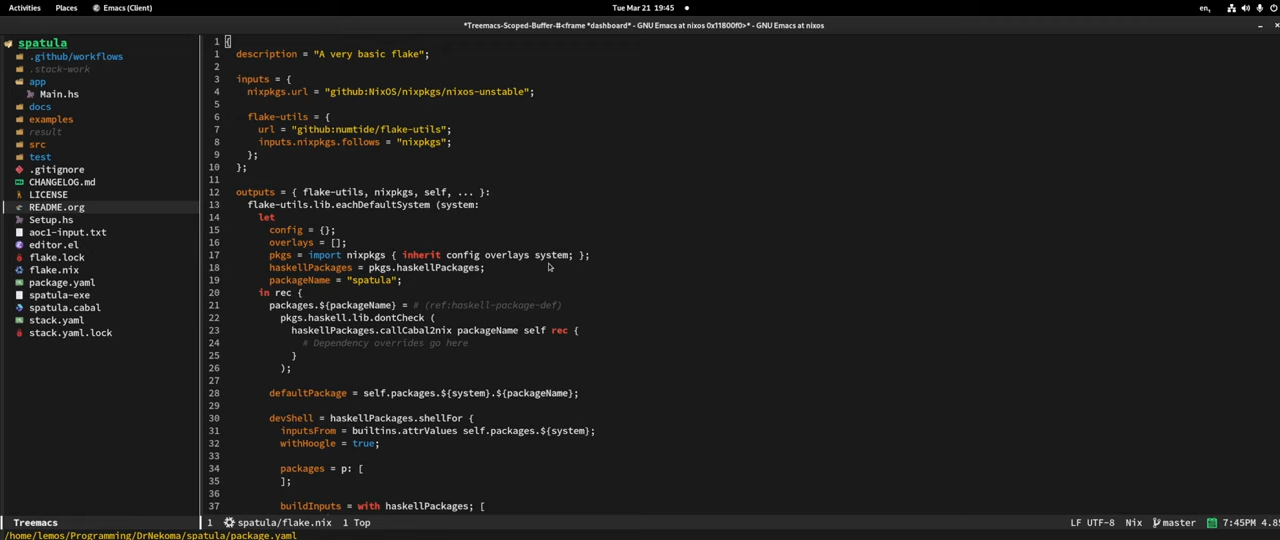 Activities Places Emacs (Client) Tue Mar 21 19:45 en,
*Treemacs-Scoped-Buffer-#<frame *dashboard* - GNU Emacs at nixos 0x11800f0>* - GNU Emacs at nixos
spatula
.github/workflows
.stack-work
app
Main.hs
docs
examples
result
src
test
.gitignore
CHANGELOG.md
LICENSE
README.org
Setup.hs
aoc1-input.txt
editor.el
flake.lock
flake.nix
package.yaml
spatula-exe
spatula.cabal
stack.yaml
stack.yaml.lock
1 {
1 description = "A very basic flake";
2
3 inputs = {
4 nixpkgs.url = "github:NixOS/nixpkgs/nixos-unstable";
5
6 flake-utils = {
7 url = "github:numtide/flake-utils";
8 inputs.nixpkgs.follows = "nixpkgs";
9 };
10 };
11
12 outputs = { flake-utils, nixpkgs, self, ... }:
13 flake-utils.lib.eachDefaultSystem (system:
14 let
15 config = {};
16 overlays = [];
17 pkgs = import nixpkgs { inherit config overlays system; };
18 haskellPackages = pkgs.haskellPackages;
19 packageName = "spatula";
20 in rec {
21 packages.${packageName} = # (ref:haskell-package-def)
22 pkgs.haskell.lib.dontCheck (
23 haskellPackages.callCabal2nix packageName self rec {
24 # Dependency overrides go here
25 }
26 );
27
28 defaultPackage = self.packages.${system}.${packageName};
29
30 devShell = haskellPackages.shellFor {
31 inputsFrom = builtins.attrValues self.packages.${system};
32 withHoogle = true;
33
34 packages = p: [
35 ];
36
37 buildInputs = with haskellPackages; [
Treemacs
1 spatula/flake.nix 1 Top LF UTF-8 Nix master 7:45PM 4.85
/home/lemos/Programming/DrNekoma/spatula/package.yaml